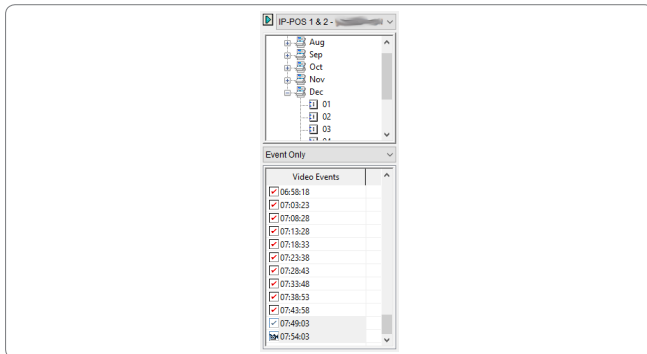 IP-POS 1 & 2 -
Aug
Sep
Oct
Nov
Dec
01
02
03
Event Only
Video Events
06:58:18
07:03:23
07:08:28
07:13:28
07:18:33
07:23:38
07:28:43
07:33:48
07:38:53
07:43:58
07:49:03
07:54:03